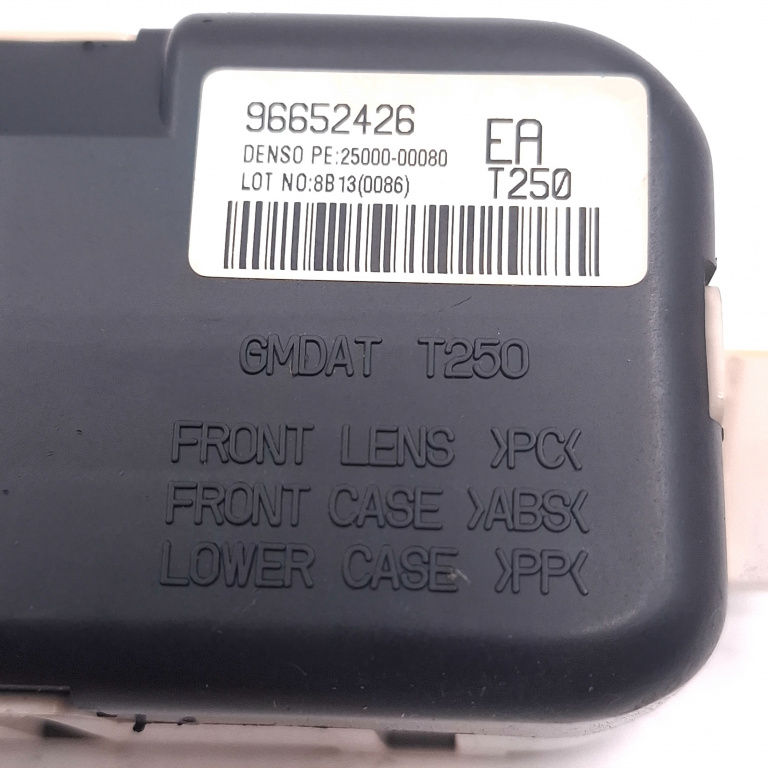 96652426 EA
DENSO PE:25000-00080
LOT NO:8B13(0086) T250
GMDAT T250
FRONT LENS >PC<
FRONT CASE >ABS<
LOWER CASE >PP<